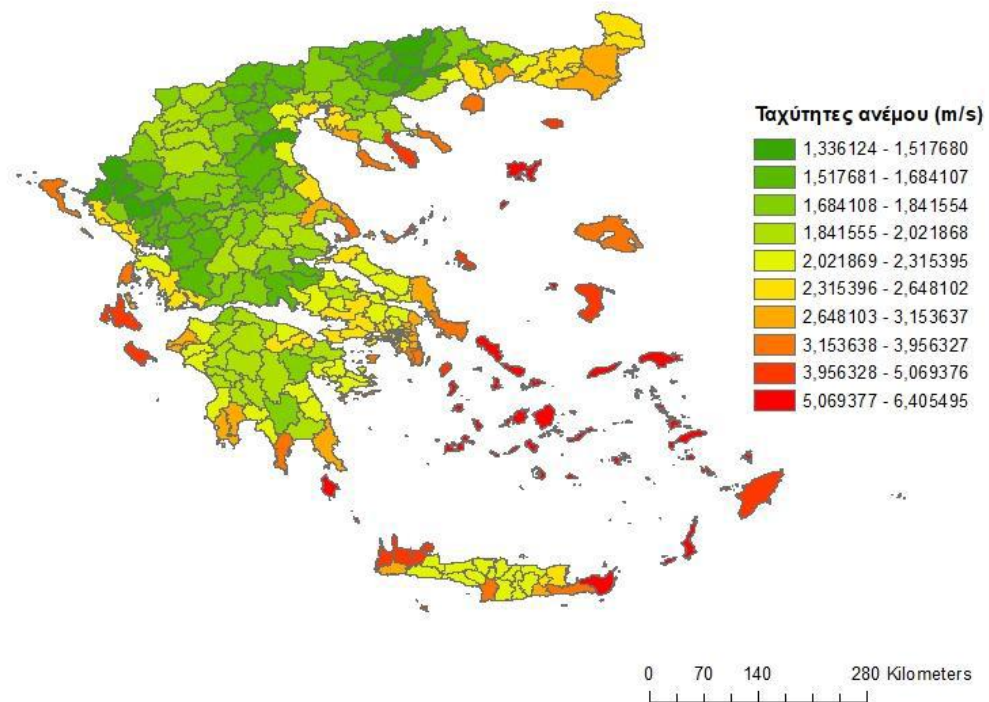 Ταχύτητες ανέμου (m/s)
1,336124 - 1,517680
1,517681 - 1,684107
1,684108 - 1,841554
1,841555 - 2,021868
2,021869 - 2,315395
2,315396 - 2,648102
2,648103 - 3,153637
3,153638 - 3,956327
3,956328 - 5,069376
5,069377 - 6,405495
0 70 140 280 Kilometers